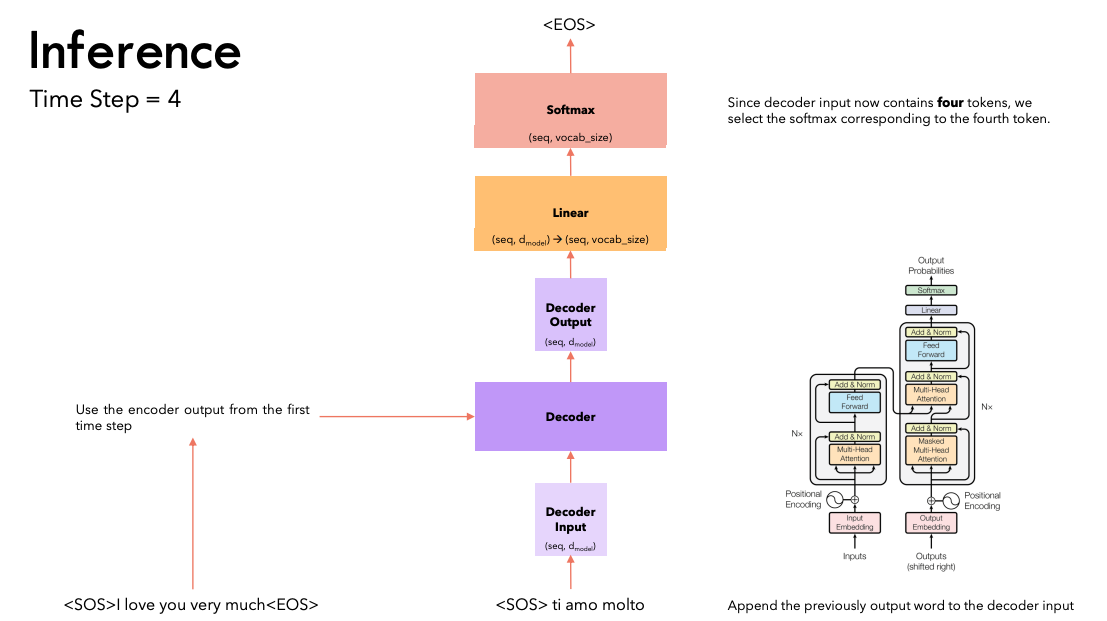 Inference
Time Step = 4
<EOS>
Softmax
(seq, vocab_size)
Since decoder input now contains four tokens, we
select the softmax corresponding to the fourth token.
Linear
(seq, dmodel) → (seq, vocab_size)
Decoder
Output
(seq, dmodel)
Use the encoder output from the first
time step
Decoder
Decoder
Input
(seq, dmodel)
<SOS>I love you very much<EOS>
<SOS> ti amo molto
Output
Probabilities
Softmax
Linear
Add & Norm
Feed
Forward
Add & Norm
Multi-Head
Attention
Add & Norm
Masked
Multi-Head
Attention
N×
Positional
Encoding
Output
Embedding
Outputs
(shifted right)
Add & Norm
Feed
Forward
Add & Norm
Multi-Head
Attention
N×
Positional
Encoding
Input
Embedding
Inputs
Append the previously output word to the decoder input